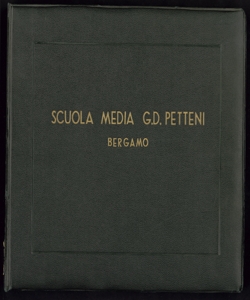 SCUOLA MEDIA G.D. PETTENI
BERGAMO